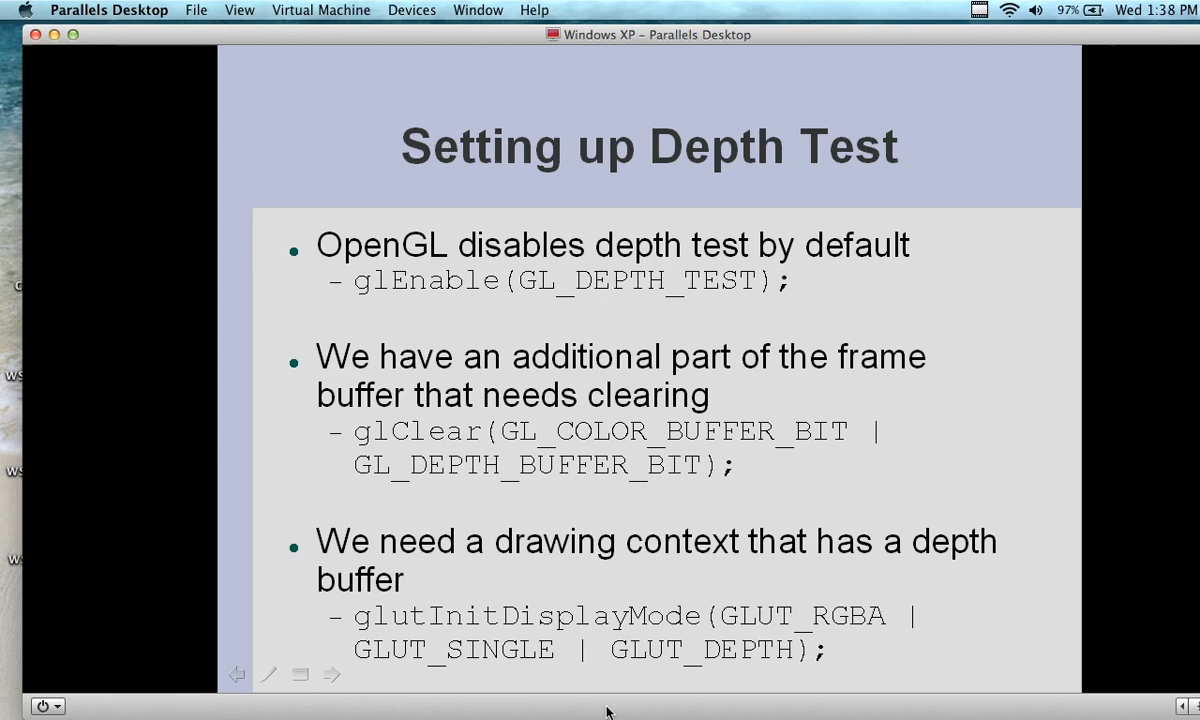 Parallels Desktop File View Virtual Machine Devices Window Help 97% Wed 1:38 PM
Windows XP - Parallels Desktop
Setting up Depth Test
• OpenGL disables depth test by default
– glEnable(GL_DEPTH_TEST);
• We have an additional part of the frame
buffer that needs clearing
– glClear(GL_COLOR_BUFFER_BIT |
GL_DEPTH_BUFFER_BIT);
• We need a drawing context that has a depth
buffer
– glutInitDisplayMode(GLUT_RGBA |
GLUT_SINGLE | GLUT_DEPTH);